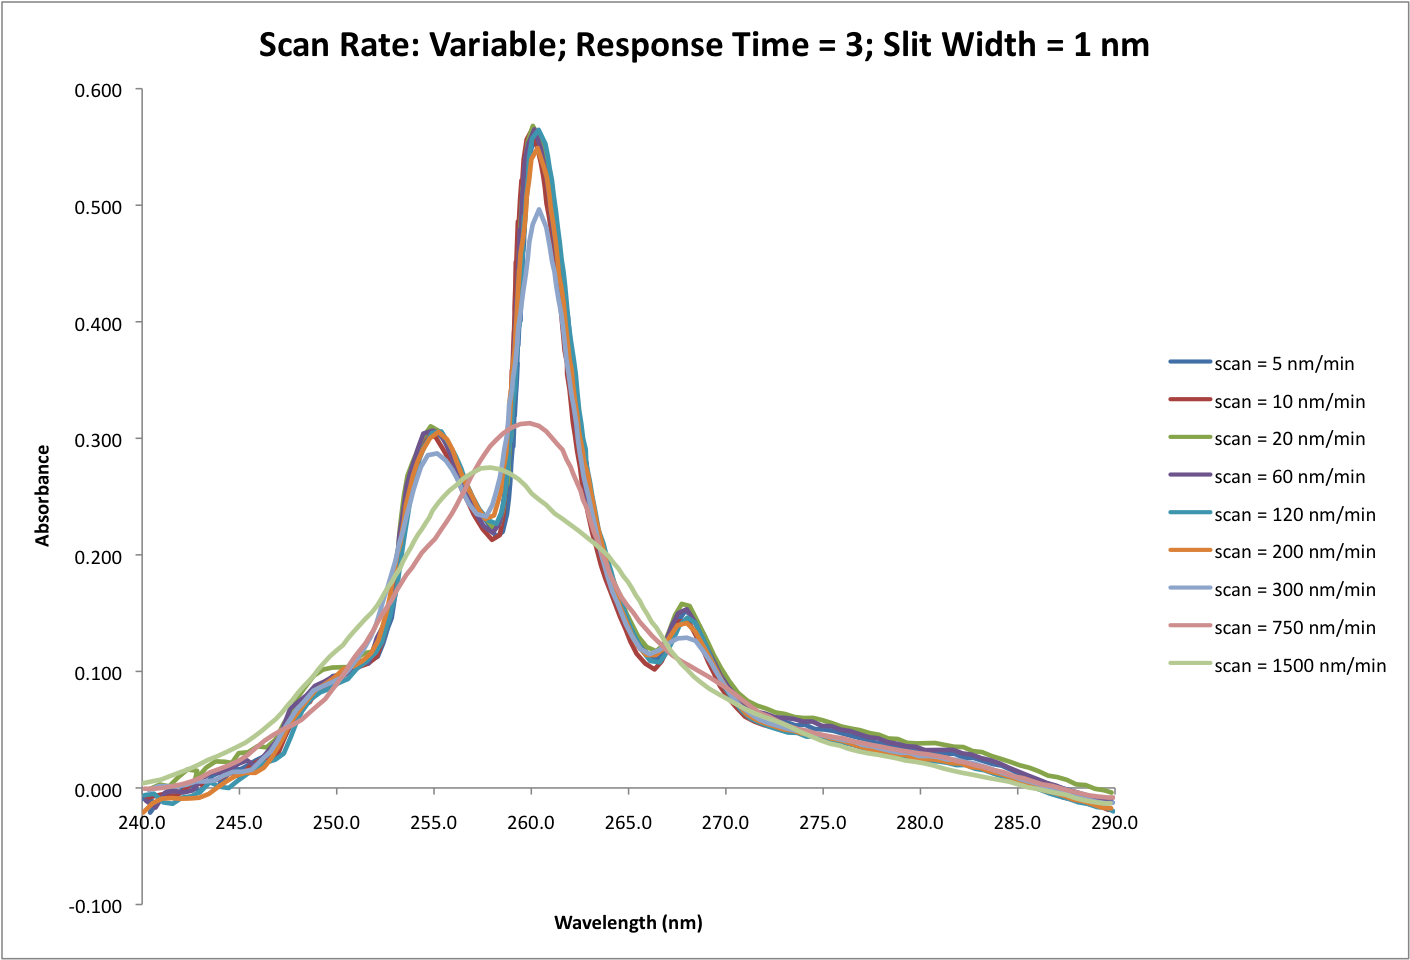 Scan Rate: Variable; Response Time = 3; Slit Width = 1 nm
0.600
0.500
0.400
0.300
0.200
0.100
0.000
-0.100
Absorbance
240.0 245.0 250.0 255.0 260.0 265.0 270.0 275.0 280.0 285.0 290.0
Wavelength (nm)
scan = 5 nm/min
scan = 10 nm/min
scan = 20 nm/min
scan = 60 nm/min
scan = 120 nm/min
scan = 200 nm/min
scan = 300 nm/min
scan = 750 nm/min
scan = 1500 nm/min